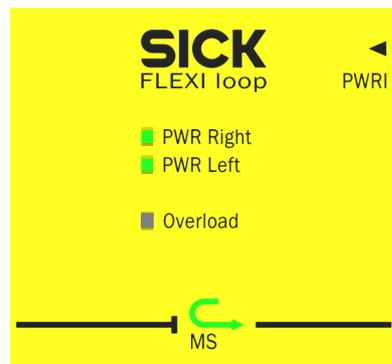 SICK
FLEXI loop
PWRI
PWR Right
PWR Left
Overload
MS